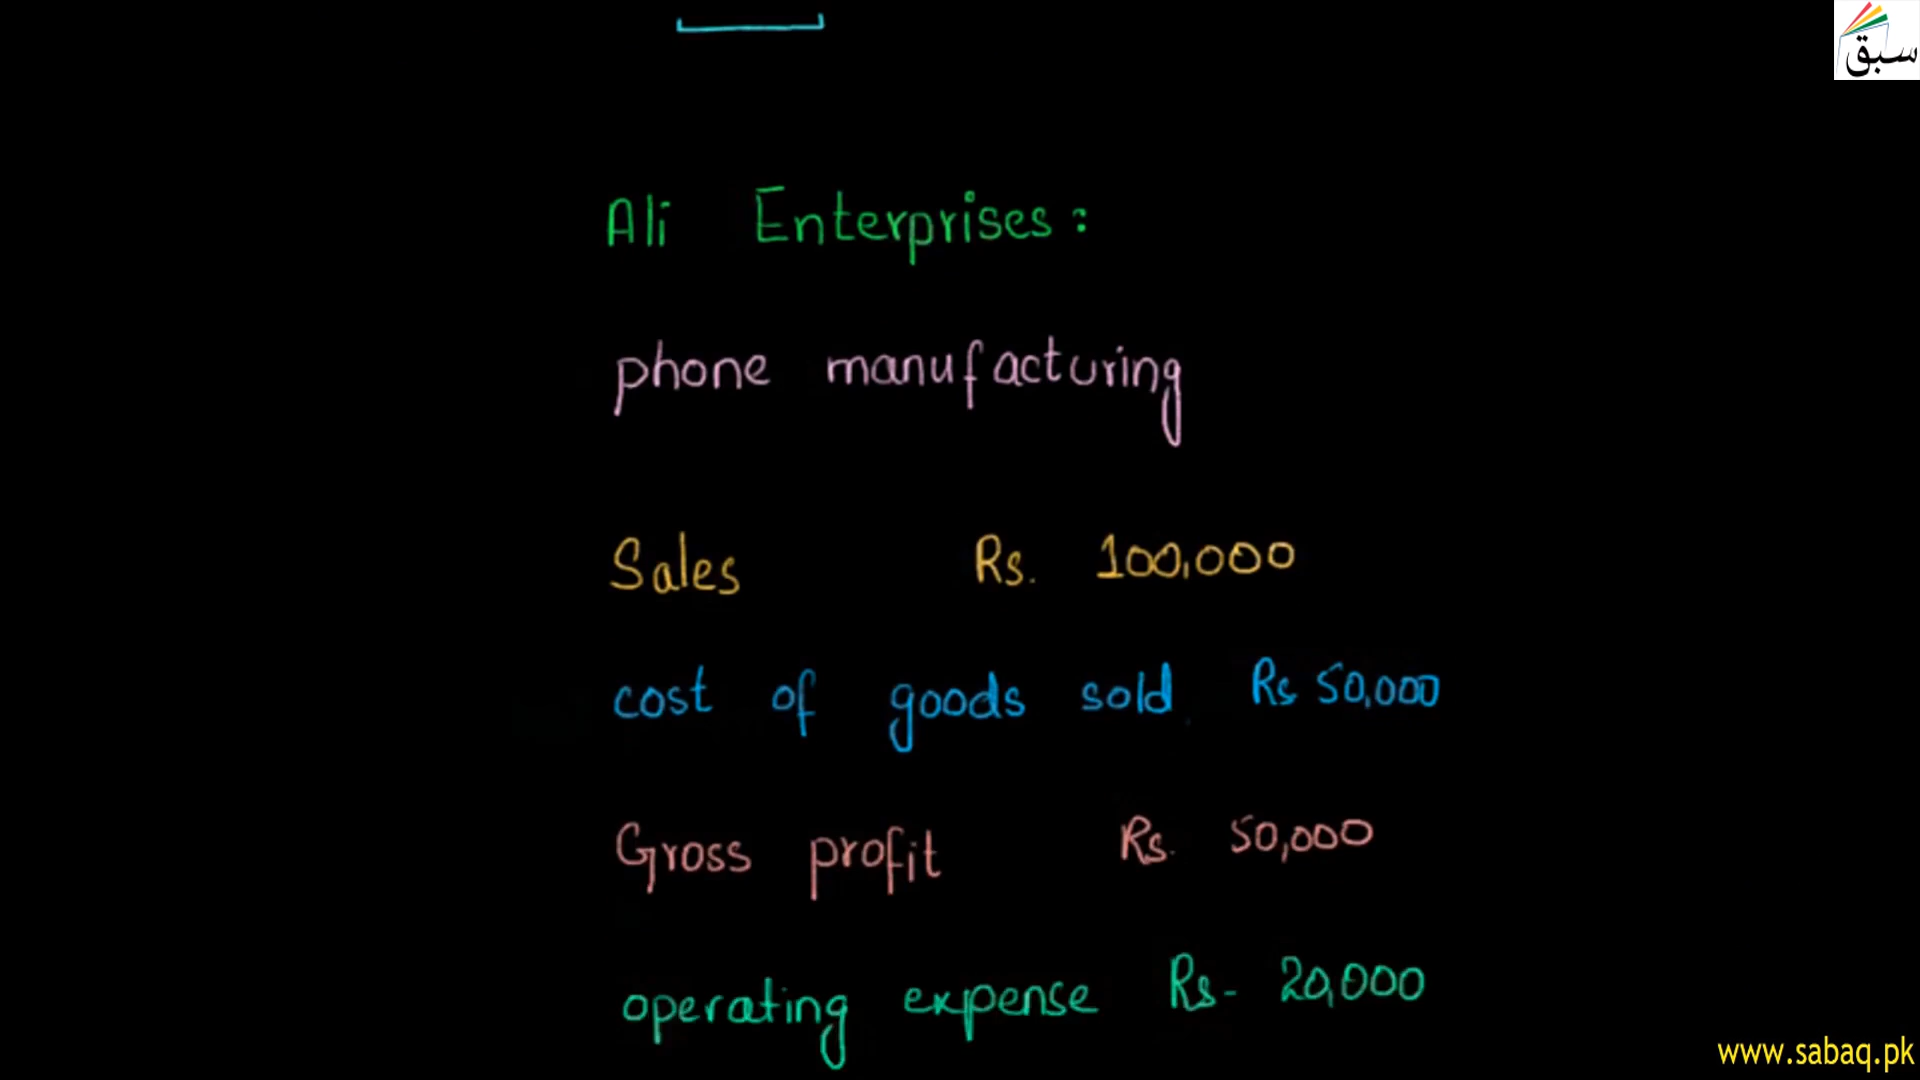 سبق
Ali Enterprises:
phone manufacturing
Sales Rs. 100,000
cost of goods sold Rs 50,000
Gross profit Rs. 50,000
operating expense Rs- 20,000
www.sabaq.pk